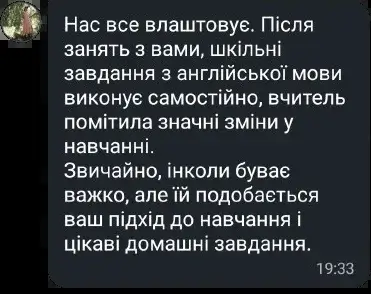 Нас все влаштовує. Після
занять з вами, шкільні
завдання з англійської мови
виконує самостійно, вчитель
помітила значні зміни у
навчанні.
Звичайно, інколи буває
важко, але їй подобається
ваш підхід до навчання і
цікаві домашні завдання.
19:33